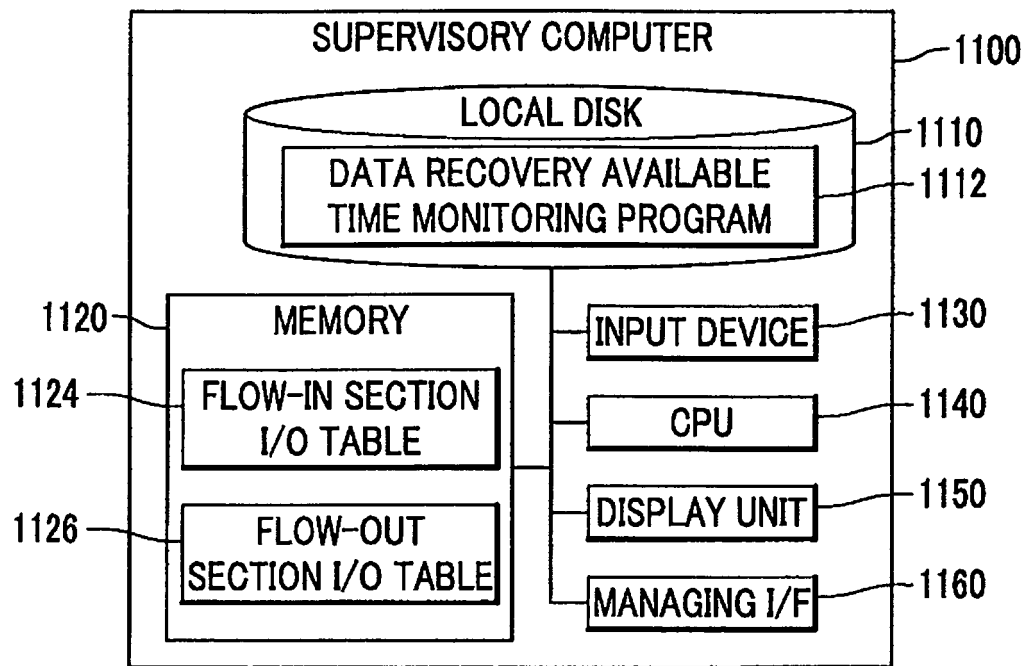 SUPERVISORY COMPUTER
1100
LOCAL DISK
1110
DATA RECOVERY AVAILABLE
TIME MONITORING PROGRAM
1112
1120
MEMORY
1124
FLOW-IN SECTION
I/O TABLE
1126
FLOW-OUT
SECTION I/O TABLE
INPUT DEVICE
1130
CPU
1140
DISPLAY UNIT
1150
MANAGING I/F
1160